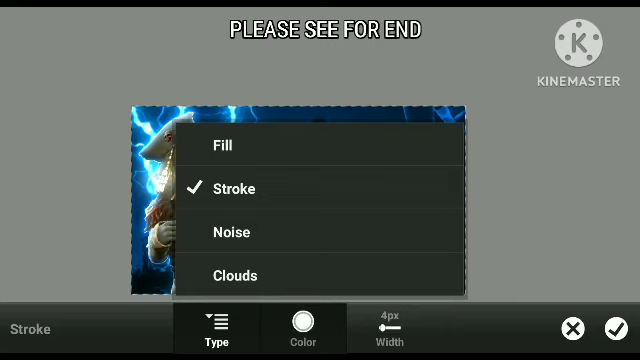 PLEASE SEE FOR END
KINEMASTER
Fill
Stroke
Noise
Clouds
Stroke
Type
Color
4px
Width